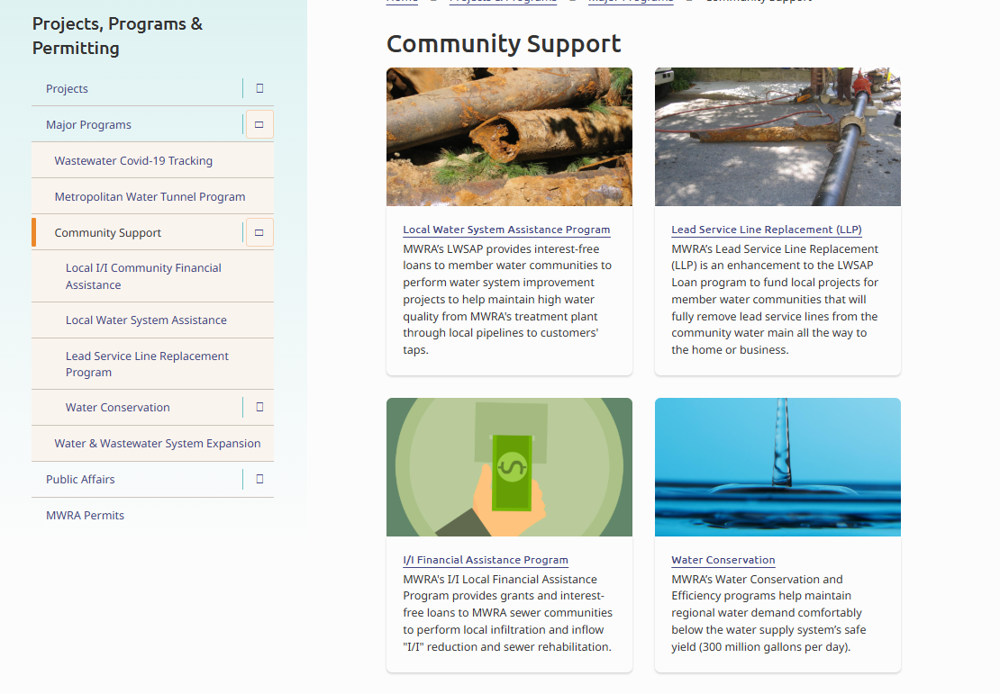 Projects, Programs &
Permitting
Projects
Major Programs
Wastewater Covid-19 Tracking
Metropolitan Water Tunnel Program
Community Support
Local I/I Community Financial
Assistance
Local Water System Assistance
Lead Service Line Replacement
Program
Water Conservation
Water & Wastewater System Expansion
Public Affairs
MWRA Permits
Home Projects & Programs Major Programs Community Support
Community Support
Local Water System Assistance Program
MWRA's LWSAP provides interest-free
loans to member water communities to
perform water system improvement
projects to help maintain high water
quality from MWRA's treatment plant
through local pipelines to customers'
taps.
Lead Service Line Replacement (LLP)
MWRA's Lead Service Line Replacement
(LLP) is an enhancement to the LWSAP
Loan program to fund local projects for
member water communities that will
fully remove lead service lines from the
community water main all the way to
the home or business.
I/I Financial Assistance Program
MWRA's I/I Local Financial Assistance
Program provides grants and interest-
free loans to MWRA sewer communities
to perform local infiltration and inflow
"I/I" reduction and sewer rehabilitation.
Water Conservation
MWRA's Water Conservation and
Efficiency programs help maintain
regional water demand comfortably
below the water supply system's safe
yield (300 million gallons per day).